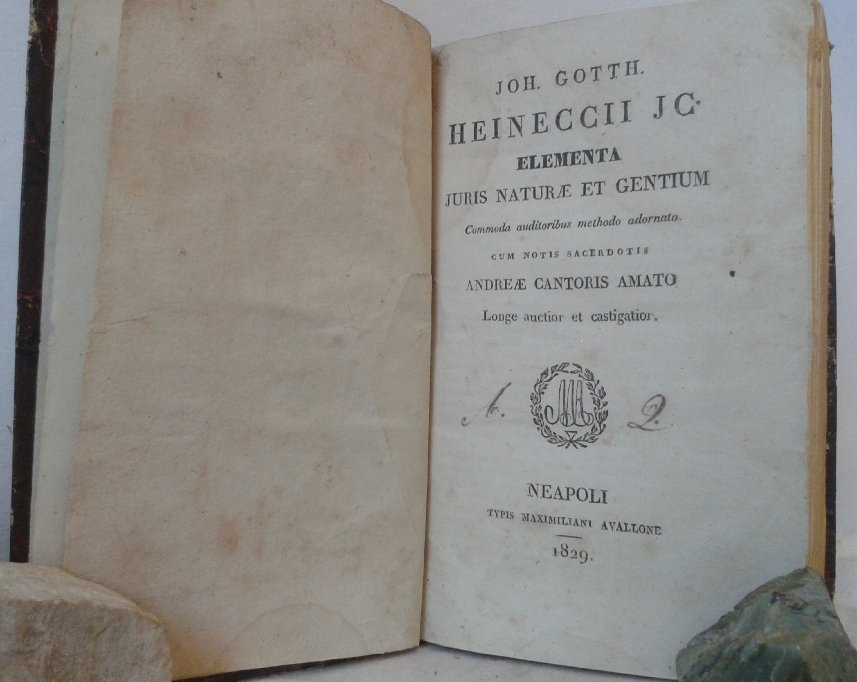 JOH. GOTTH.
HEINECCII JC.
ELEMENTA
JURIS NATURÆ ET GENTIUM
Commoda auditoribus methodo adornata.
CUM NOTIS SACERDOTIS
ANDREÆ CANTORIS AMATO
Longe auctior et castigatior.
NEAPOLI
TYPIS MAXIMILIANI AVALLONE
1829.